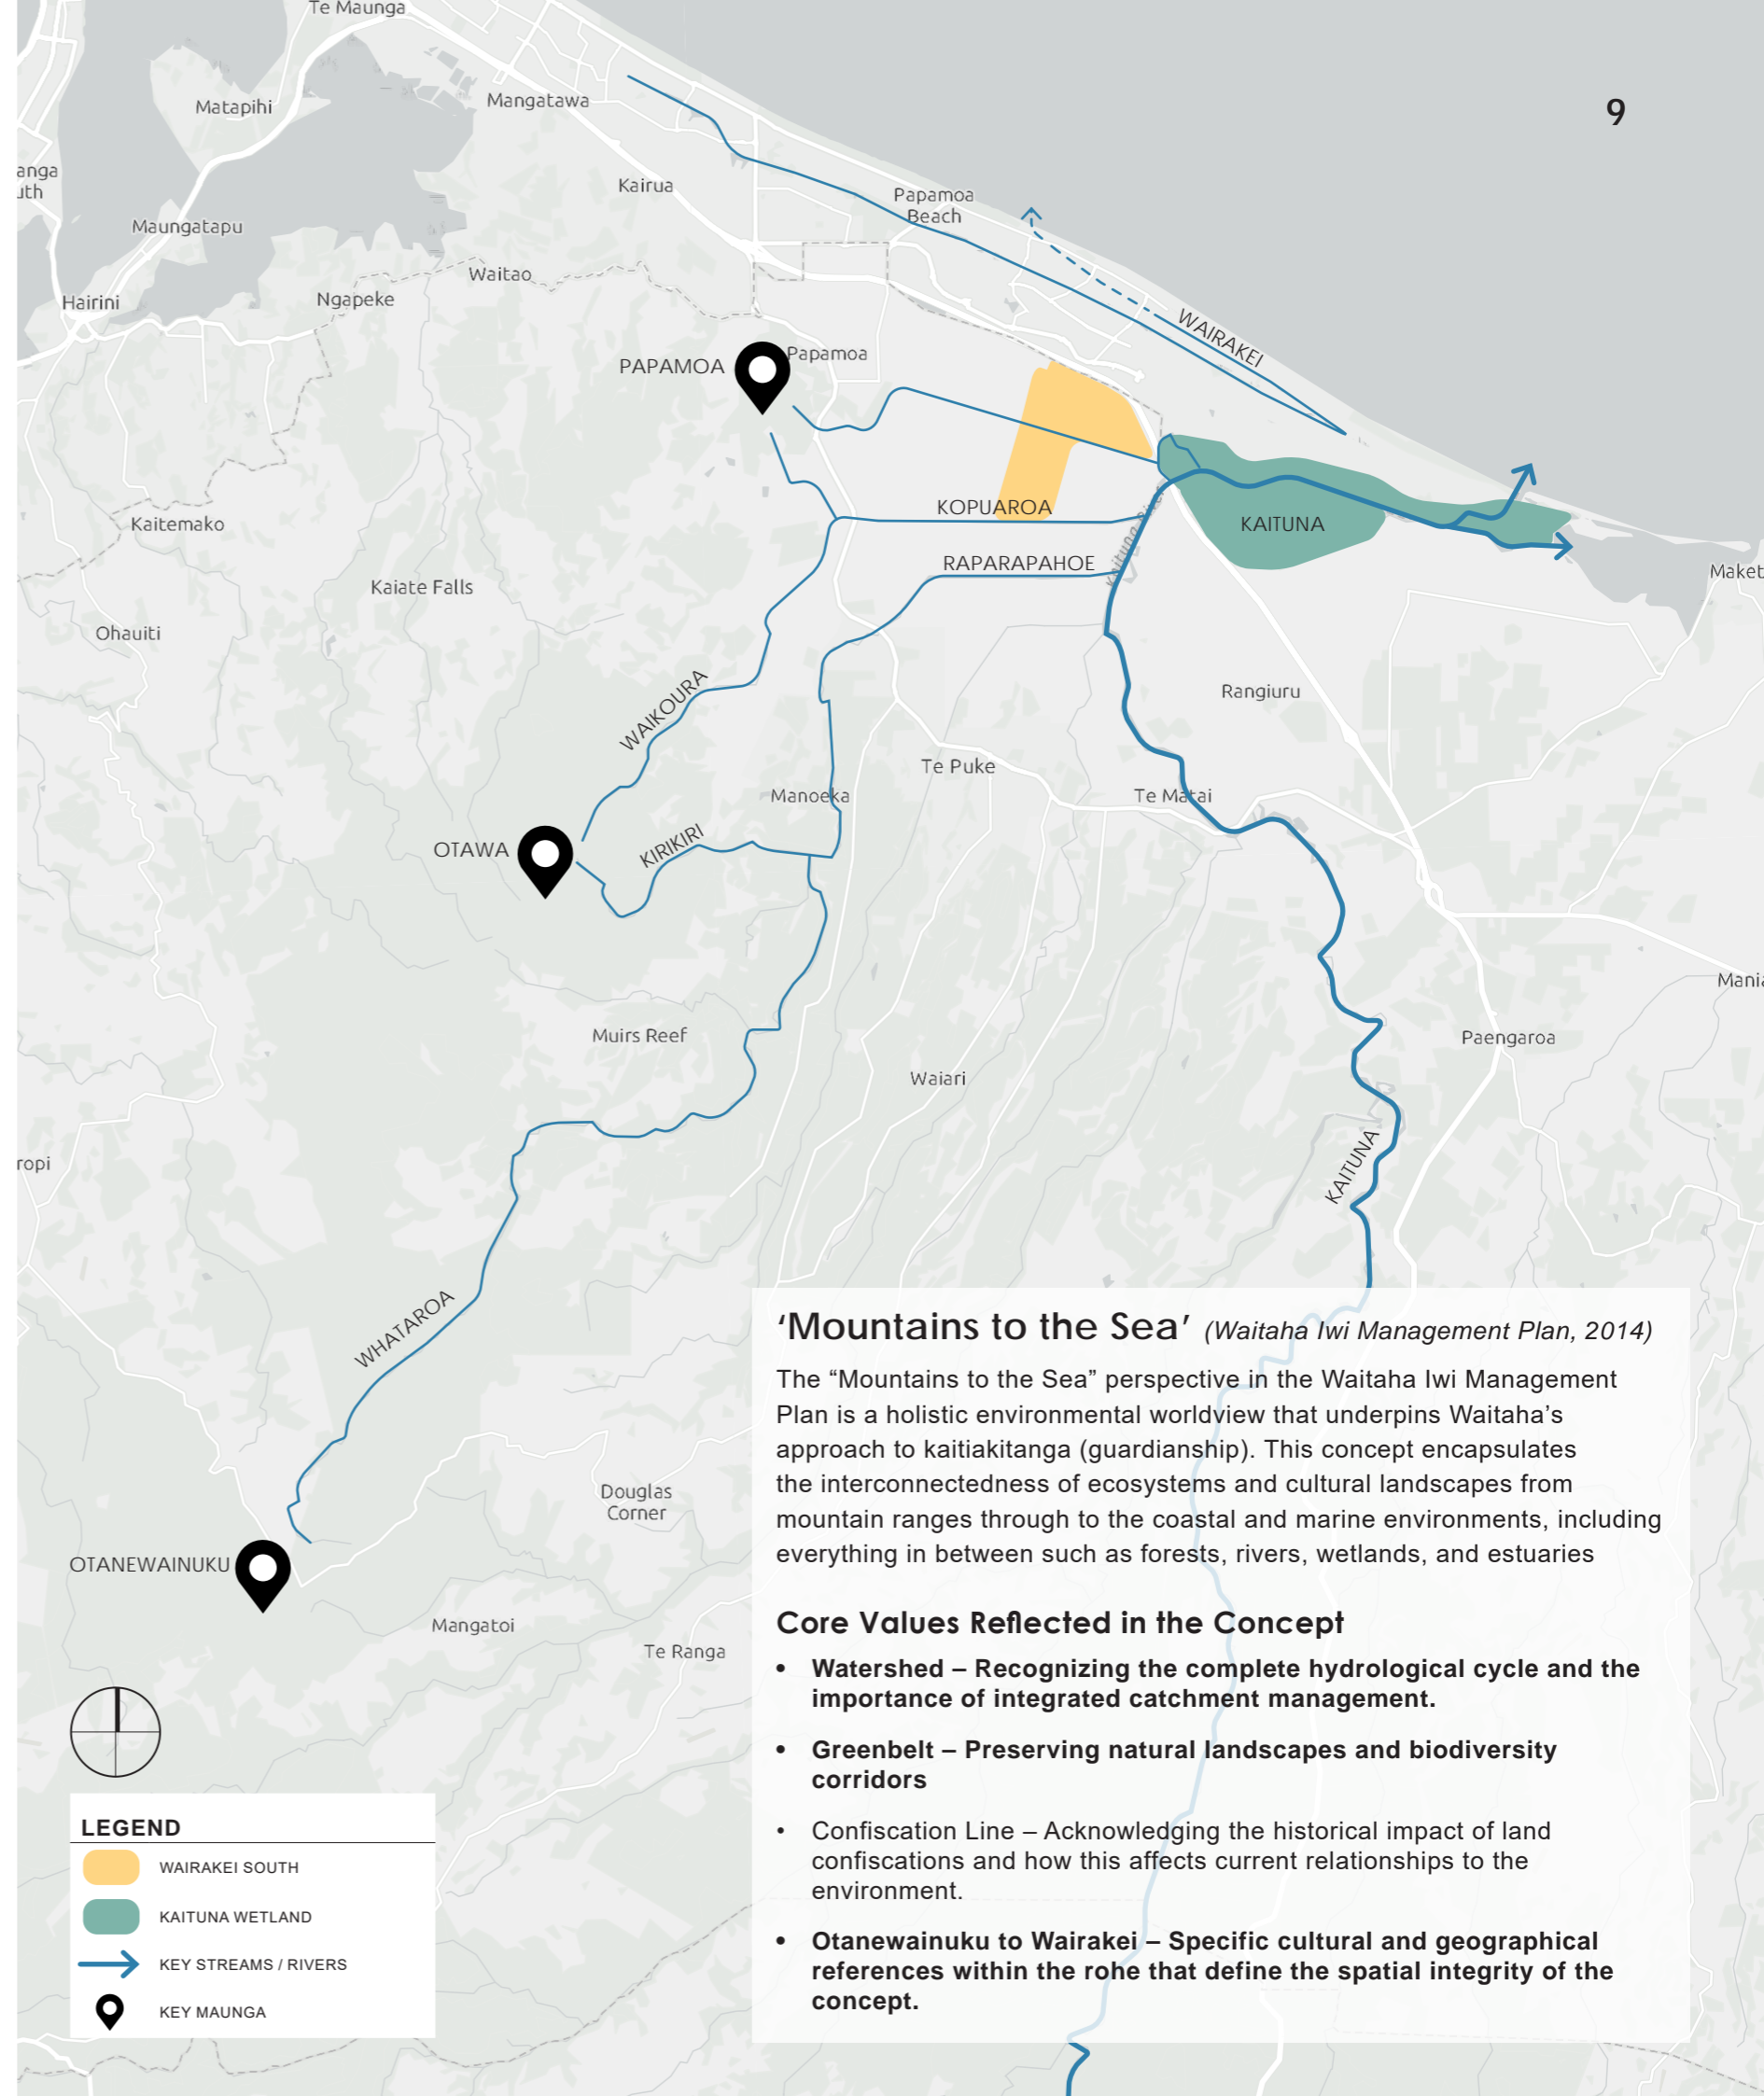 Te Maunga
9
Matapihi
Mangatawa
anga
uth
Kairua
Papamoa
Beach
Maungatapu
Waitao
Hairini
Ngapeke
WAIRAKEI
PAPAMOA
Papamoa
KOPUAROA
Kaituna River
KAITUNA
Kaitemako
RAPARAPAHOE
Maket
Kaiate Falls
Ohauiti
WAIKOURA
Rangiuru
Te Puke
Manoeka
Te Matai
OTAWA
KIRIKIRI
Mania
Muirs Reef
Paengaroa
Waiari
KAITUNA
ropi
WHATAROA
‘Mountains to the Sea’ (Waitaha Iwi Management Plan, 2014)
The “Mountains to the Sea” perspective in the Waitaha Iwi Management
Plan is a holistic environmental worldview that underpins Waitaha’s
approach to kaitiakitanga (guardianship). This concept encapsulates
the interconnectedness of ecosystems and cultural landscapes from
mountain ranges through to the coastal and marine environments, including
everything in between such as forests, rivers, wetlands, and estuaries
Douglas
Corner
OTANEWAINUKU
Mangatoi
Te Ranga
Core Values Reflected in the Concept
• Watershed – Recognizing the complete hydrological cycle and the
importance of integrated catchment management.
• Greenbelt – Preserving natural landscapes and biodiversity
corridors
• Confiscation Line – Acknowledging the historical impact of land
confiscations and how this affects current relationships to the
environment.
• Otanewainuku to Wairakei – Specific cultural and geographical
references within the rohe that define the spatial integrity of the
concept.
LEGEND
WAIRAKEI SOUTH
KAITUNA WETLAND
KEY STREAMS / RIVERS
KEY MAUNGA